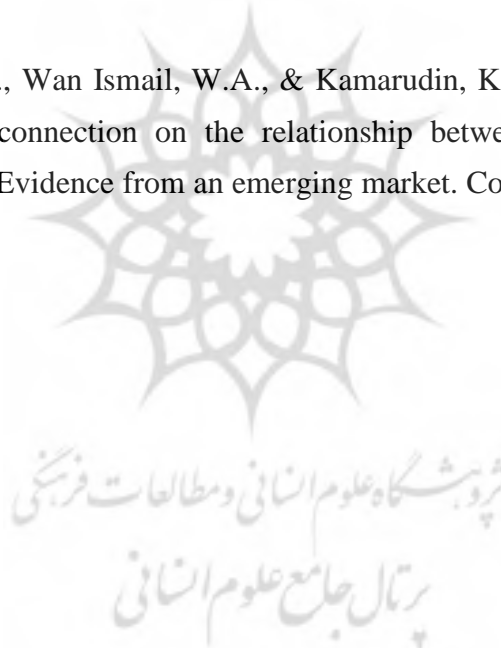 ., Wan Ismail, W.A., & Kamarudin, K
connection on the relationship betwe
Evidence from an emerging market. Co
پژوهشگاه علوم انسانی و مطالعات فرهنگی
پرتال جامع علوم انسانی